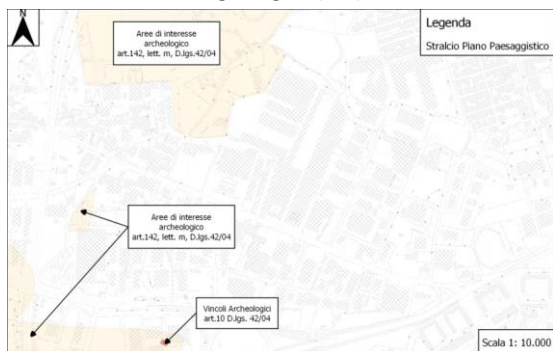 N
Aree di interesse
archeologico
art.142, lett. m, D.lgs.42/04
Legenda
Stralcio Piano Paesaggistico
Aree di interesse
archeologico
art.142, lett. m, D.lgs.42/04
Vincoli Archeologici
art.10 D.lgs. 42/04
Scala 1: 10.000